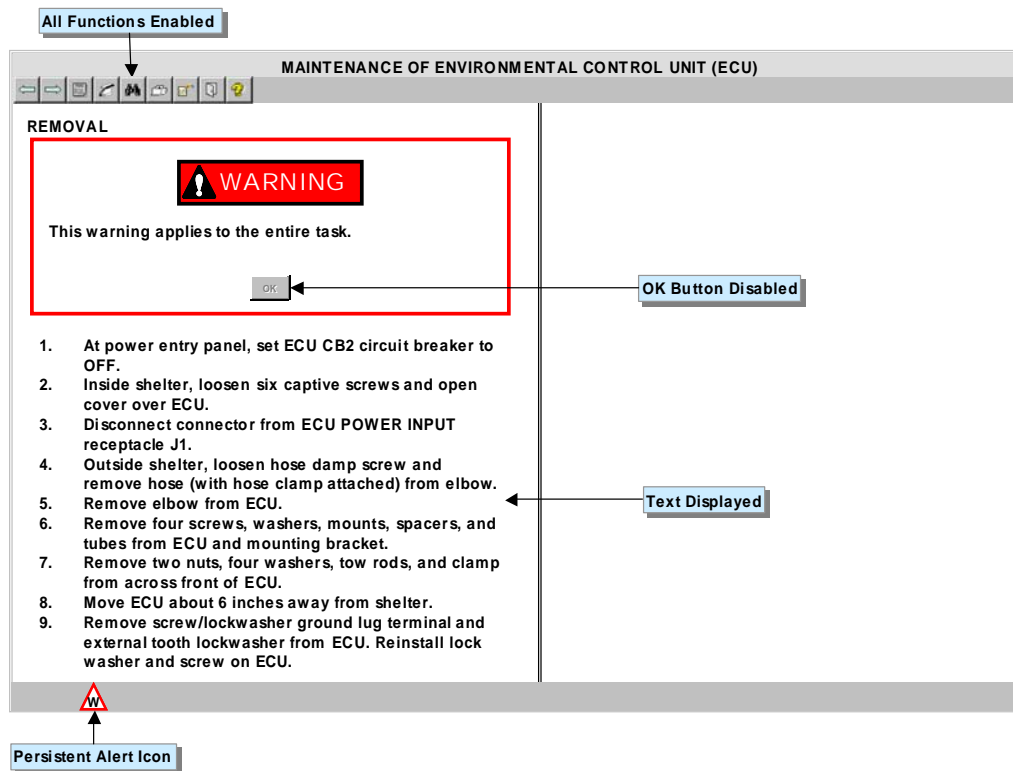 All Functions Enabled
MAINTENANCE OF ENVIRONMENTAL CONTROL UNIT (ECU)
REMOVAL
WARNING
This warning applies to the entire task.
OK
OK Button Disabled
1. At power entry panel, set ECU CB2 circuit breaker to
OFF.
2. Inside shelter, loosen six captive screws and open
cover over ECU.
3. Disconnect connector from ECU POWER INPUT
receptacle J1.
4. Outside shelter, loosen hose damp screw and
remove hose (with hose clamp attached) from elbow.
5. Remove elbow from ECU.
Text Displayed
6. Remove four screws, washers, mounts, spacers, and
tubes from ECU and mounting bracket.
7. Remove two nuts, four washers, tow rods, and clamp
from across front of ECU.
8. Move ECU about 6 inches away from shelter.
9. Remove screw/lockwasher ground lug terminal and
external tooth lockwasher from ECU. Reinstall lock
washer and screw on ECU.
W
Persistent Alert Icon